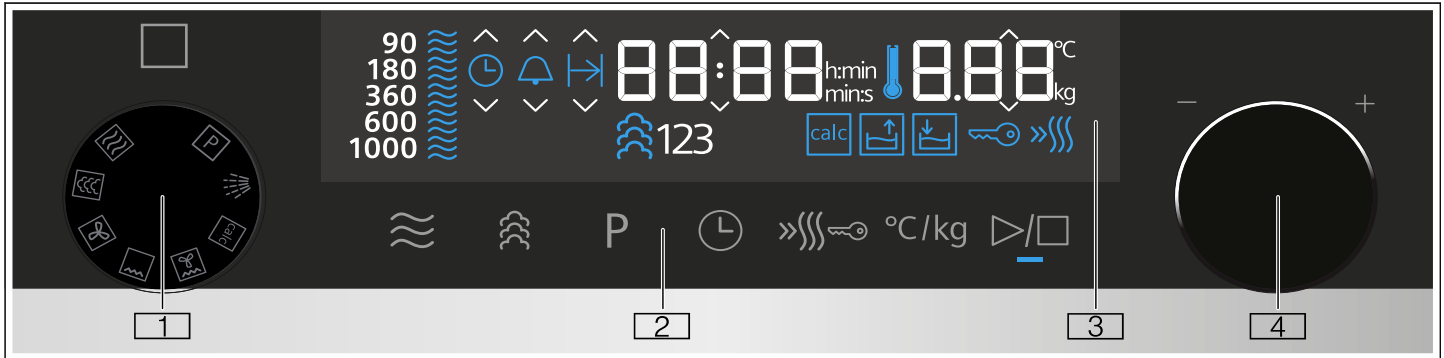 90
180
360
600
1000
88:88 h:min
min:s
8.88 °C
kg
123
calc
P
calc
− +
P
°C/kg
1
2
3
4